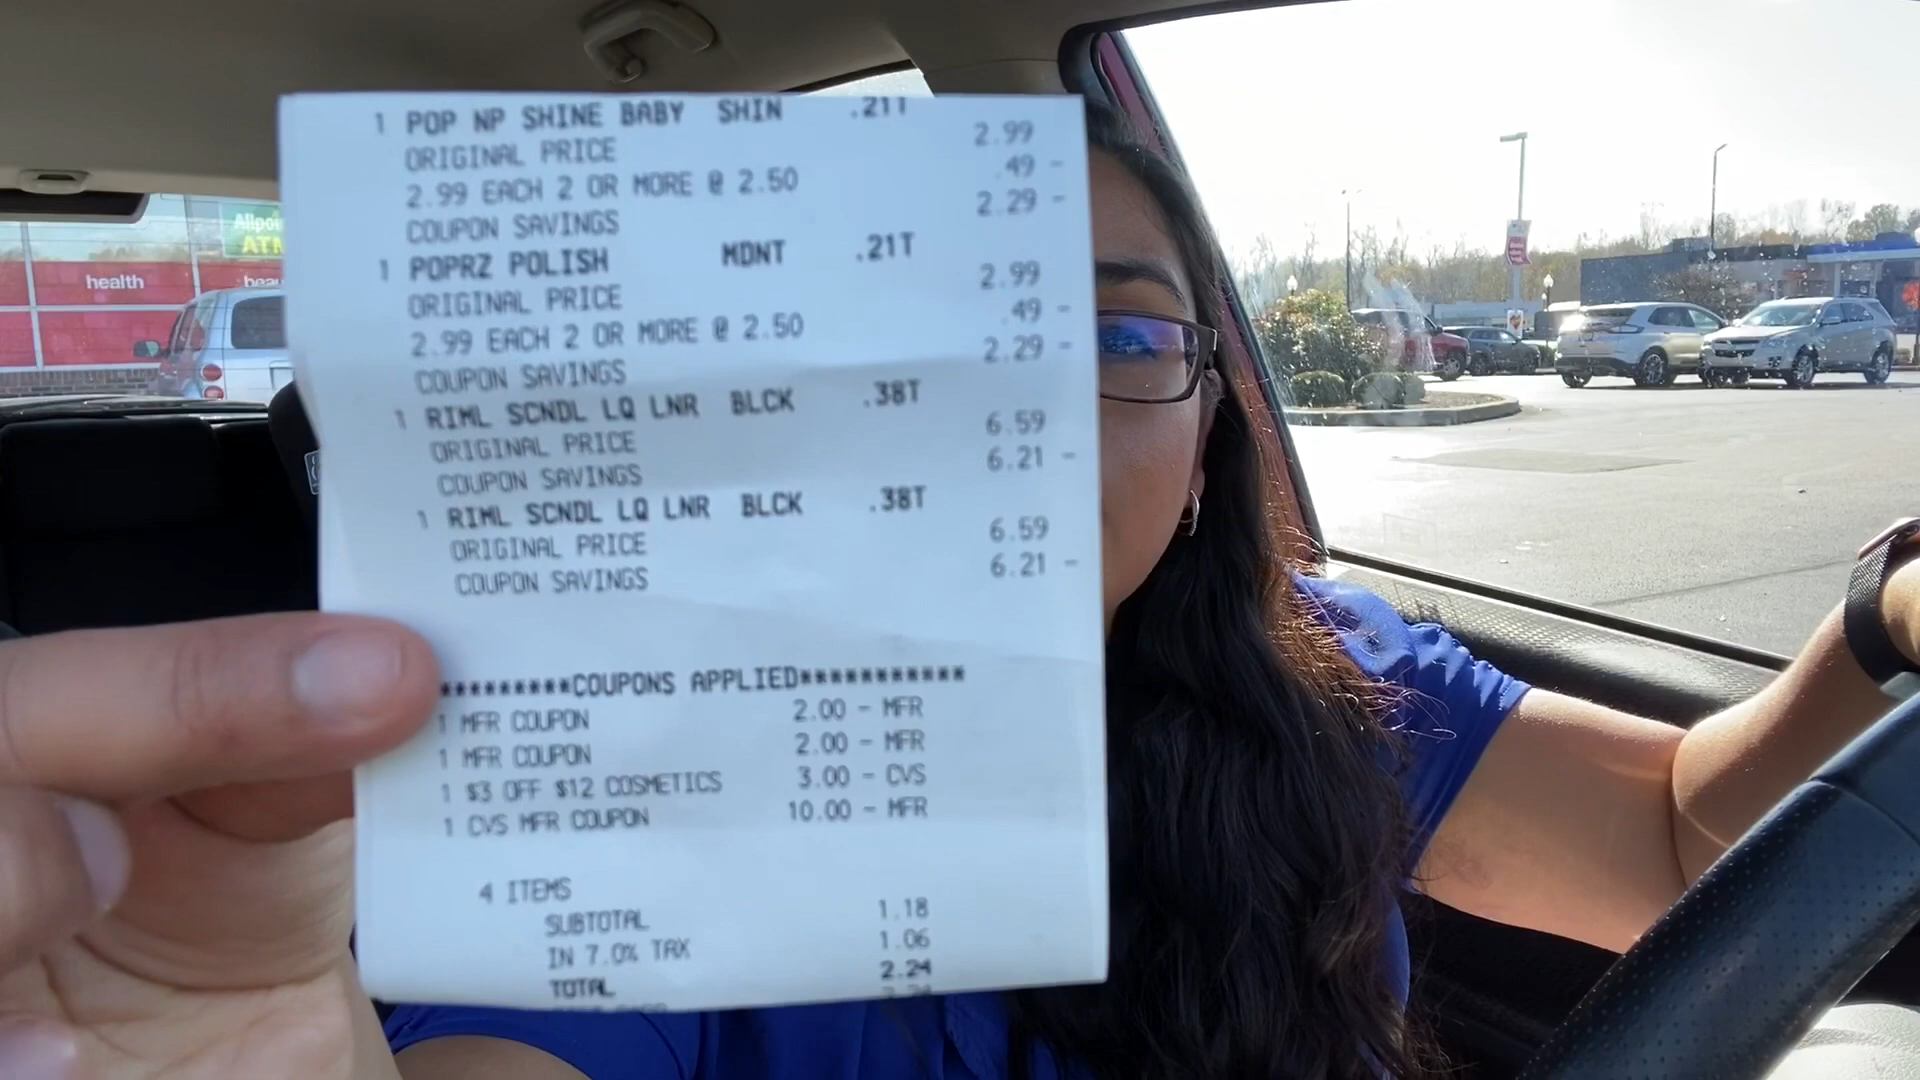 1 POP NP SHINE BABY SHIN .21T
ORIGINAL PRICE 2.99
2.99 EACH 2 OR MORE @ 2.50 .49 -
COUPON SAVINGS 2.29 -
1 POPRZ POLISH MDNT .21T
ORIGINAL PRICE 2.99
2.99 EACH 2 OR MORE @ 2.50 .49 -
COUPON SAVINGS 2.29 -
1 RIML SCNDL LQ LNR BLCK .38T
ORIGINAL PRICE 6.59
COUPON SAVINGS 6.21 -
1 RIML SCNDL LQ LNR BLCK .38T
ORIGINAL PRICE 6.59
COUPON SAVINGS 6.21 -
*********COUPONS APPLIED***********
1 MFR COUPON 2.00 - MFR
1 MFR COUPON 2.00 - MFR
1 $3 OFF $12 COSMETICS 3.00 - CVS
1 CVS MFR COUPON 10.00 - MFR
4 ITEMS
SUBTOTAL 1.18
IN 7.0% TAX 1.06
TOTAL 2.24
ATM
health